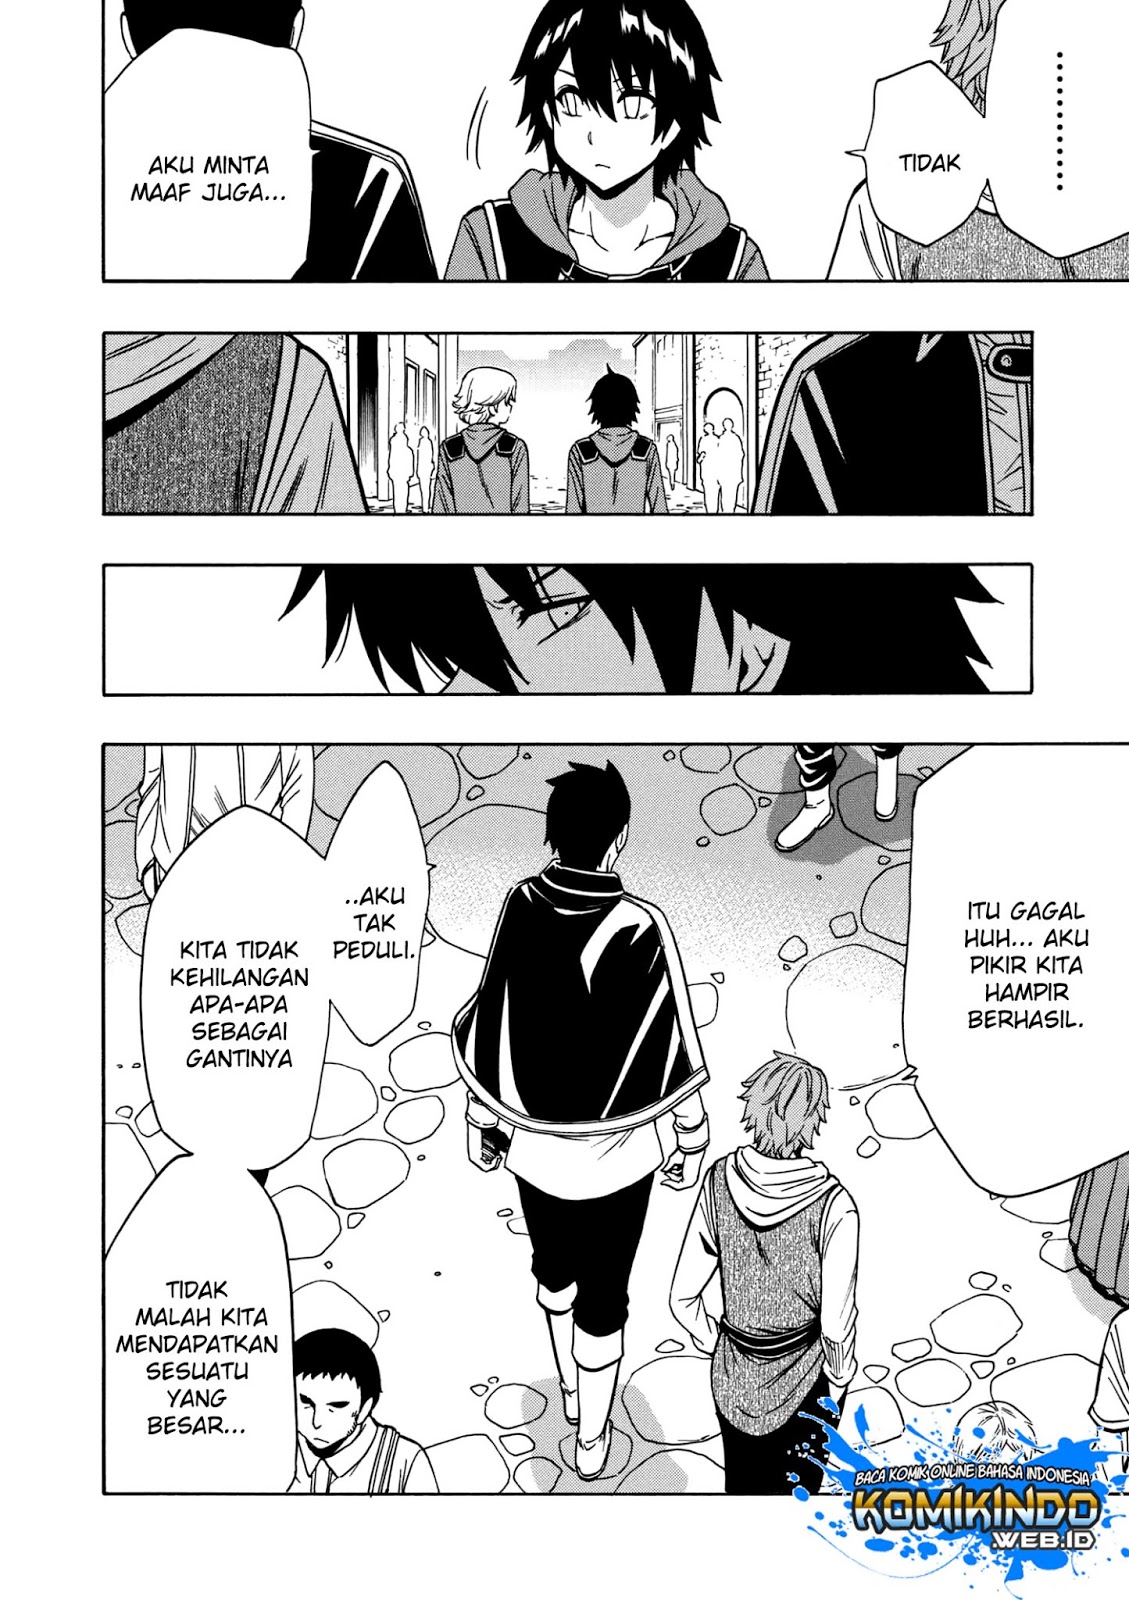 .........
TIDAK
AKU MINTA
MAAF JUGA...
ITU GAGAL
HUH... AKU
PIKIR KITA
HAMPIR
BERHASIL.
..AKU
TAK
PEDULI.
KITA TIDAK
KEHILANGAN
APA-APA
SEBAGAI
GANTINYA
TIDAK
MALAH KITA
MENDAPATKAN
SESUATU
YANG
BESAR...
BACA KOMIK ONLINE BAHASA INDONESIA
KOMIKINDO
.WEB.ID